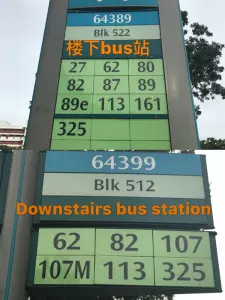 64389
Blk 522
楼下bus站
27 62 80
82 87 89
89e 113 161
325
64399
Blk 512
Downstairs bus station
62 82 107
107M 113 325